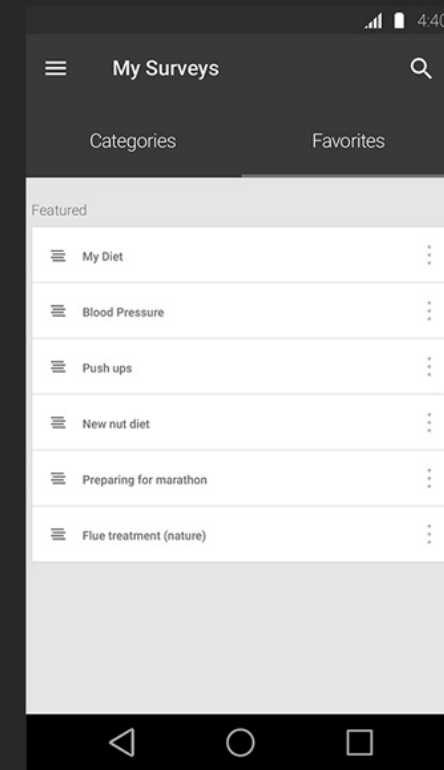 4:40
My Surveys
Categories Favorites
Featured
My Diet
Blood Pressure
Push ups
New nut diet
Preparing for marathon
Flue treatment (nature)